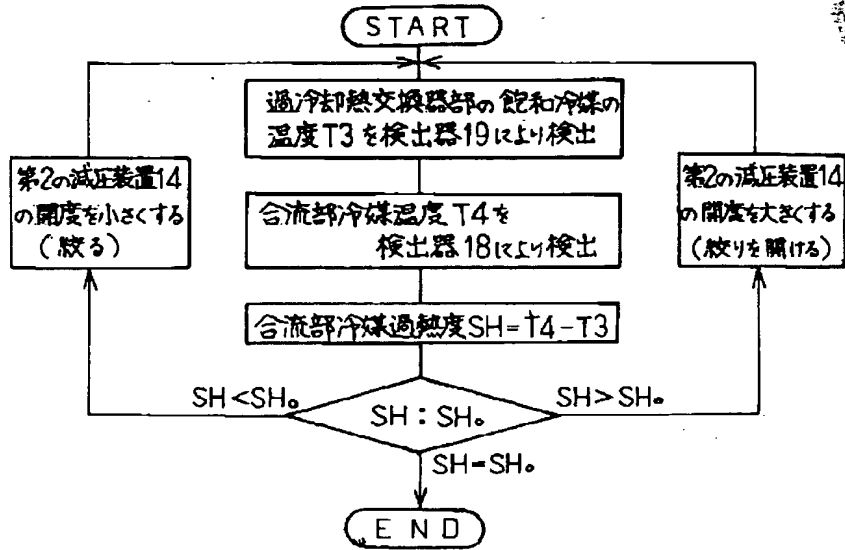 START
過冷却熱交換器部の飽和冷媒の
温度T3を検出器19により検出
第2の減圧装置14
の開度を小さくする
(絞る)
第2の減圧装置14
の開度を大きくする
(絞りを開ける)
合流部冷媒温度T4を
検出器18により検出
合流部冷媒過熱度SH=T4-T3
SH<SH。
SH:SH。
SH>SH。
SH=SH。
END